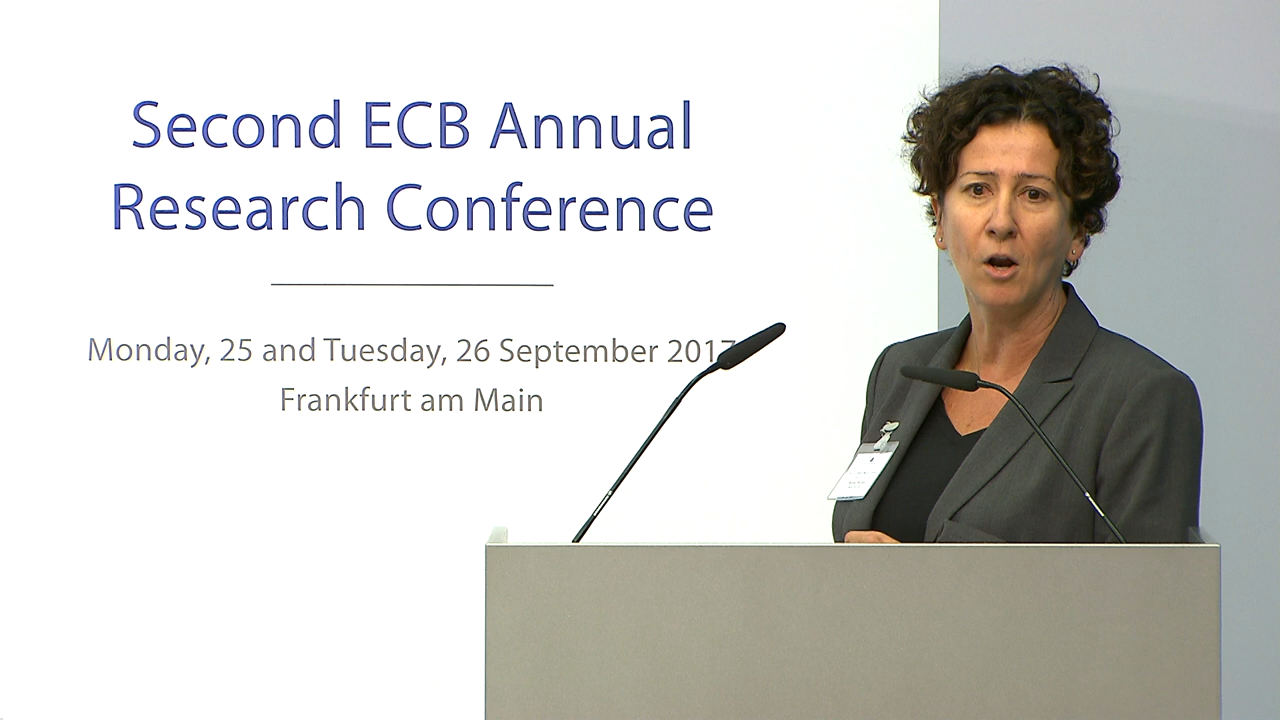 Second ECB Annual
Research Conference
Monday, 25 and Tuesday, 26 September 2017
Frankfurt am Main